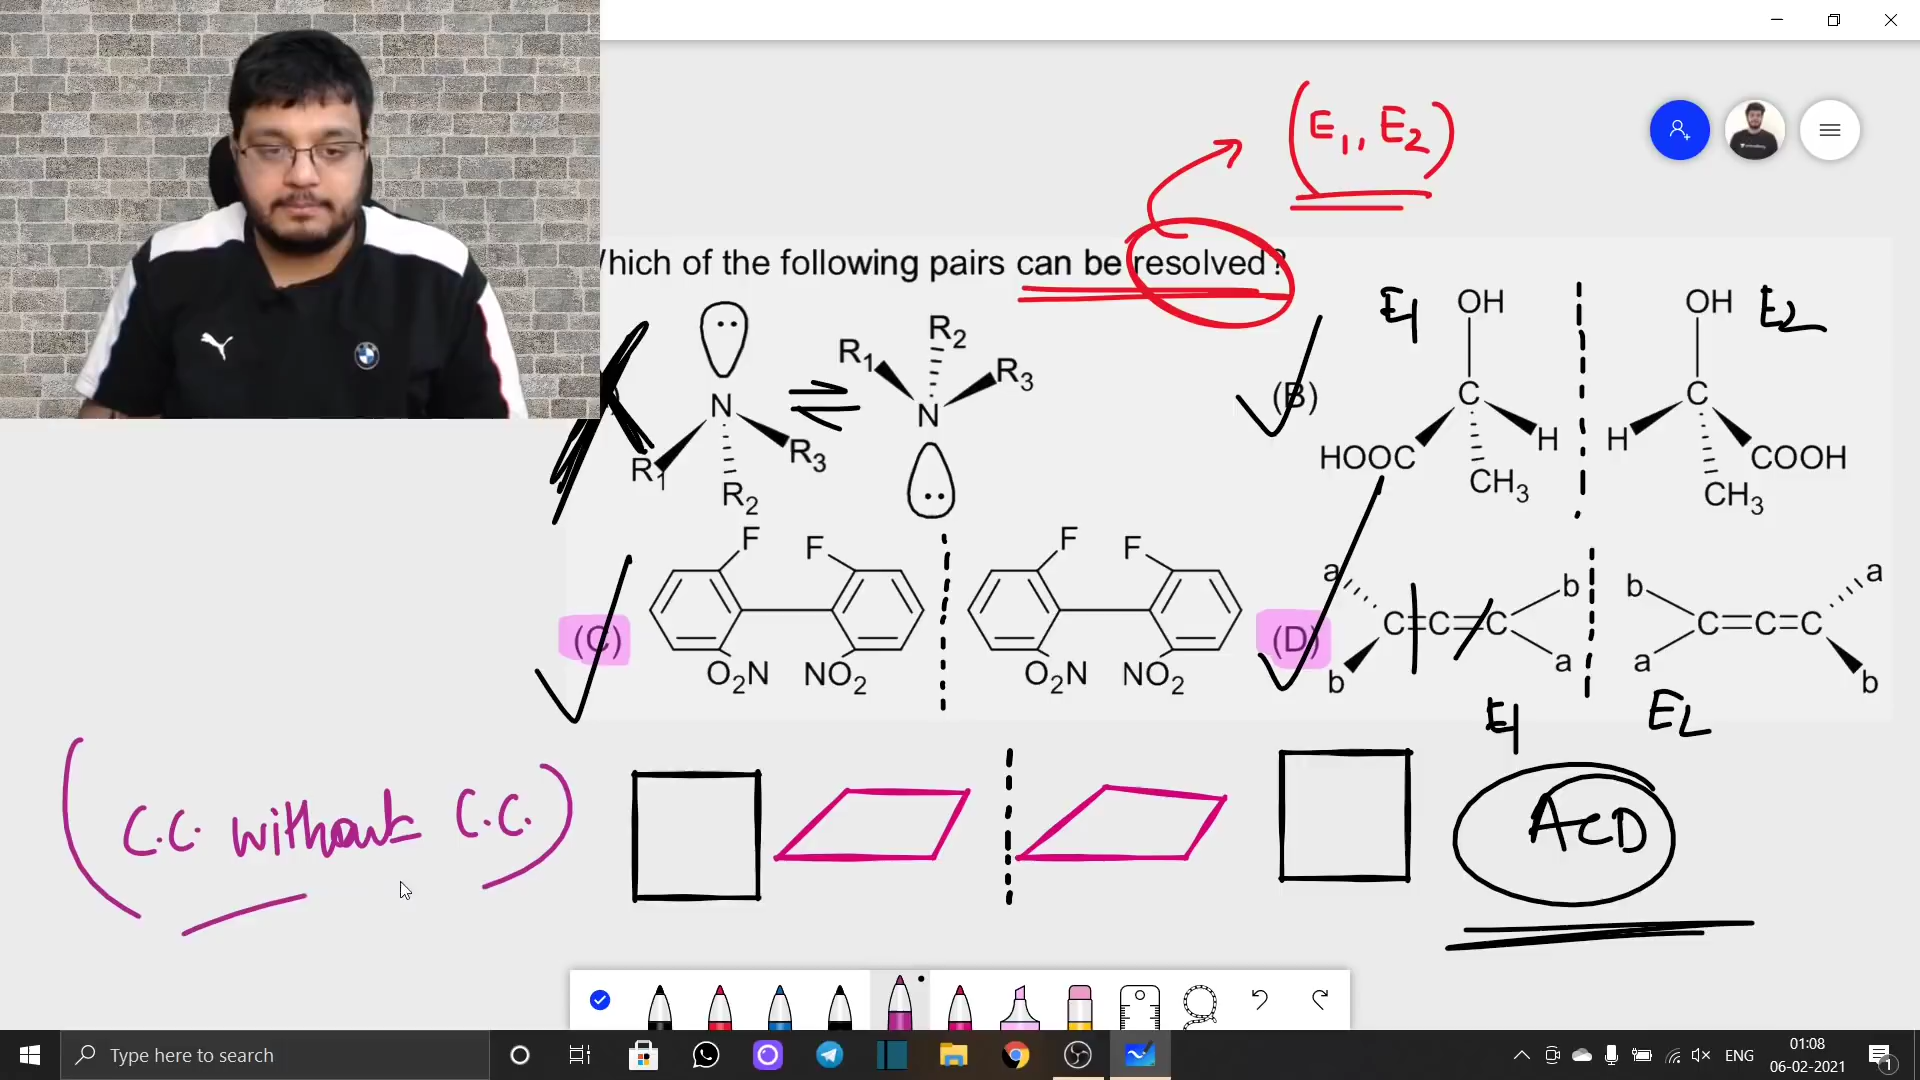 (E1, E2)
Which of the following pairs can be resolved?
R1
N
R2
R3
R1
R2
R3
N
(B)
E1
OH
C
H
HOOC
CH3
OH
E2
C
H
COOH
CH3
(C)
F
F
O2N
NO2
F
F
O2N
NO2
(D)
a
b
C=C=C
b
a
b
a
C=C=C
a
b
E1
E2
(C.C. without C.C.)
ACD
Type here to search
ENG
01:08
06-02-2021
1